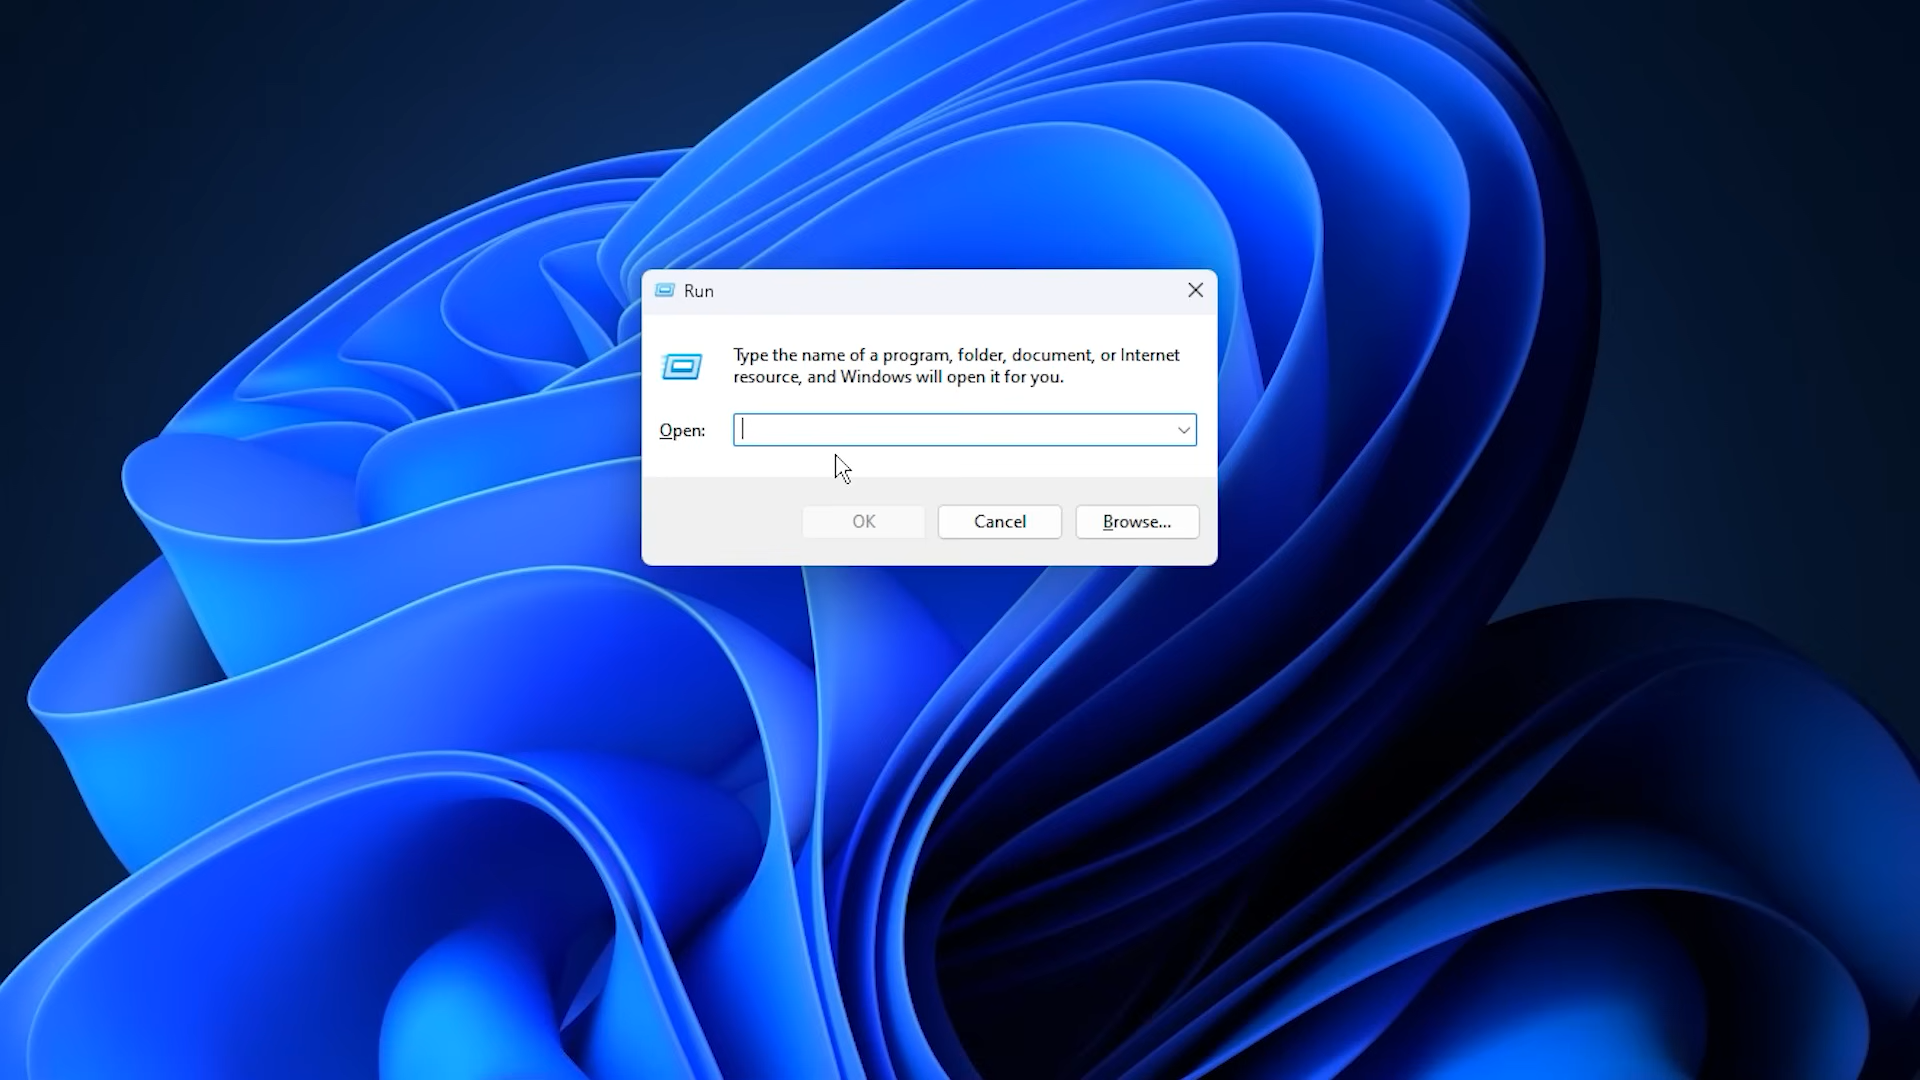 Run
Type the name of a program, folder, document, or Internet
resource, and Windows will open it for you.
Open:
OK
Cancel
Browse...